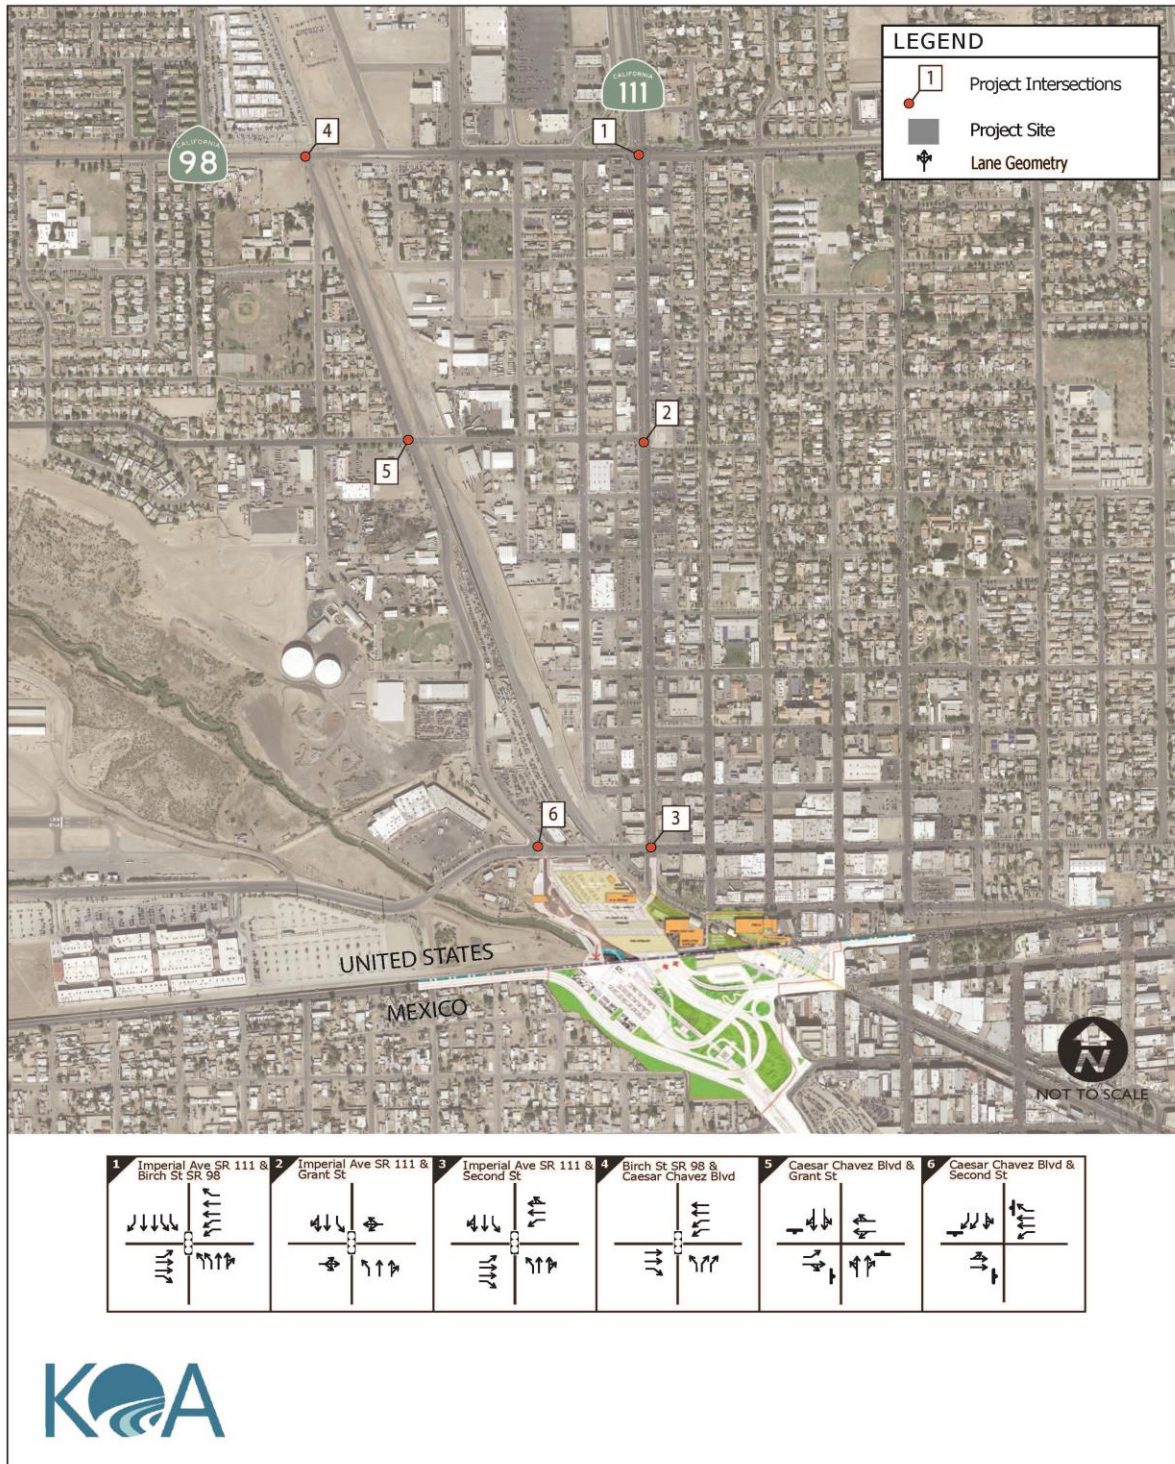 LEGEND
1 Project Intersections
Project Site
Lane Geometry
CALIFORNIA
111
CALIFORNIA
98
4
1
2
5
6
3
UNITED STATES
MEXICO
N
NOT TO SCALE
1 Imperial Ave SR 111 &
Birch St SR 98
2 Imperial Ave SR 111 &
Grant St
3 Imperial Ave SR 111 &
Second St
4 Birch St SR 98 &
Caesar Chavez Blvd
5 Caesar Chavez Blvd &
Grant St
6 Caesar Chavez Blvd &
Second St
KOA